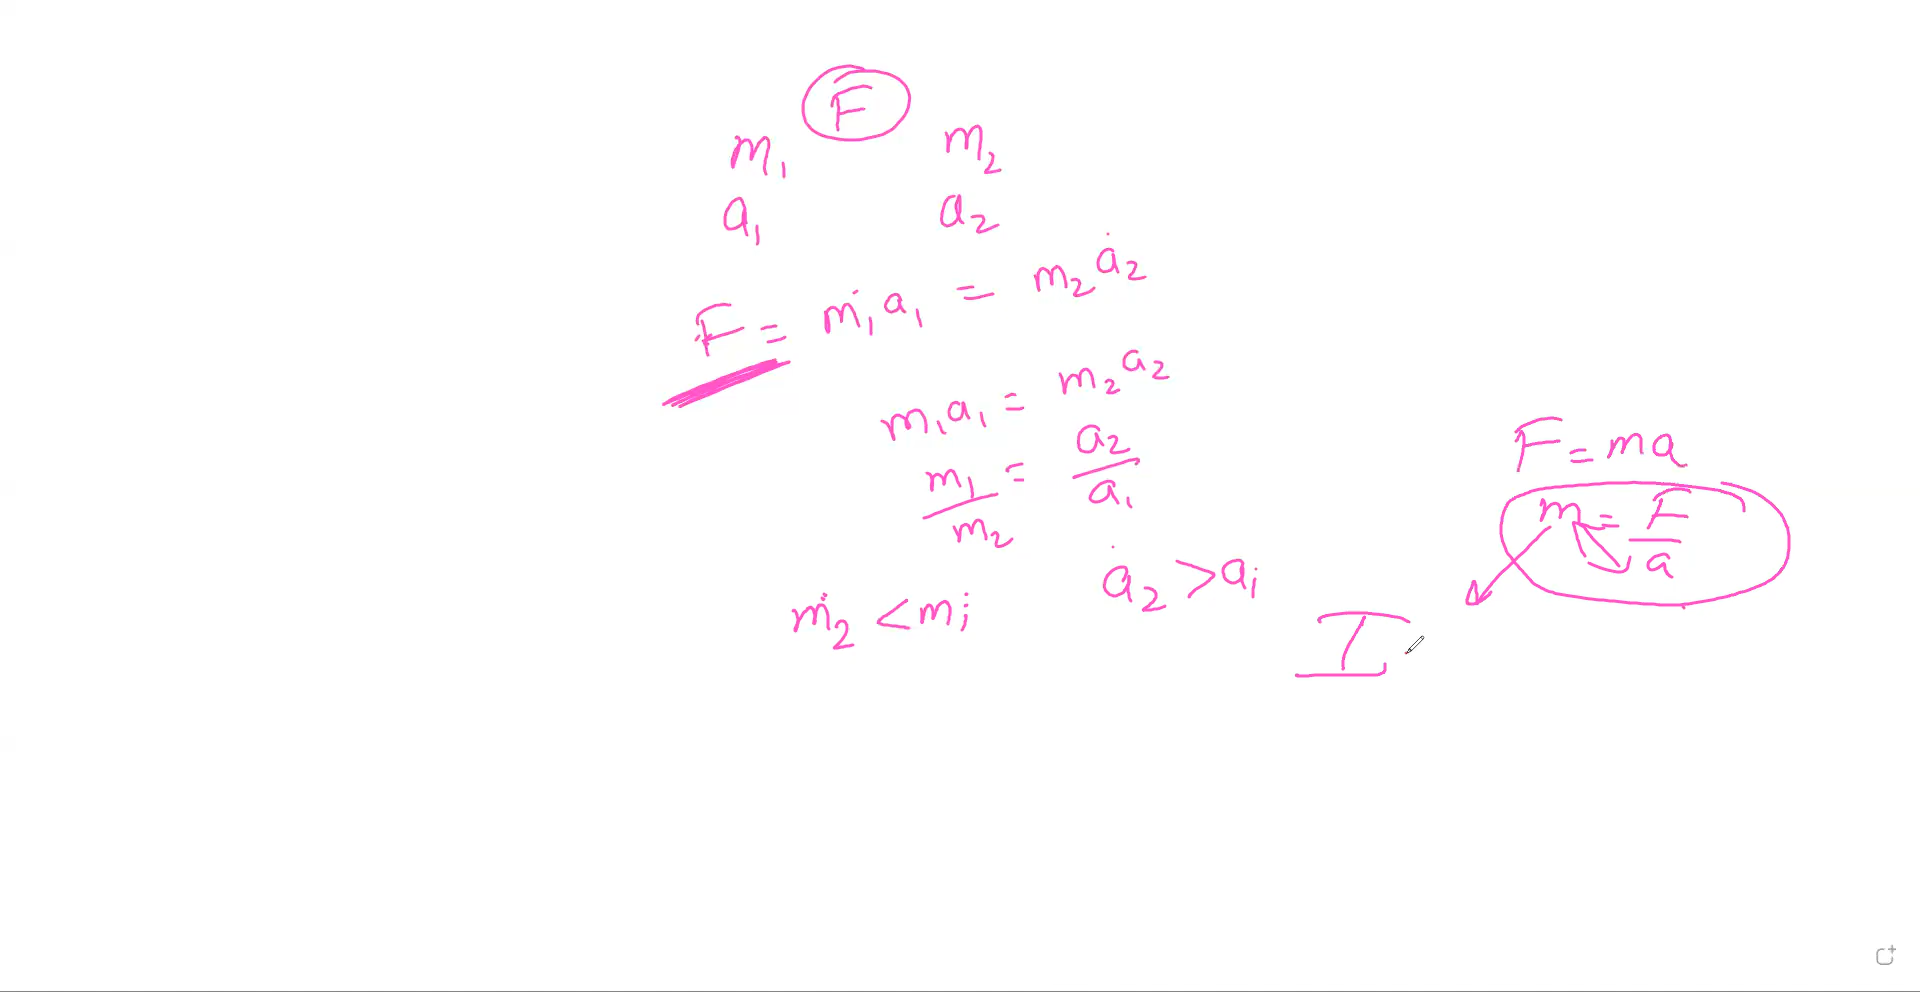 F
m₁ m₂
a₁ a₂
F = m₁a₁ = m₂a₂
m₁a₁ = m₂a₂
m₁/m₂ = a₂/a₁
a₂ > a₁
m₂ < m₁
F = ma
m = F/a
I